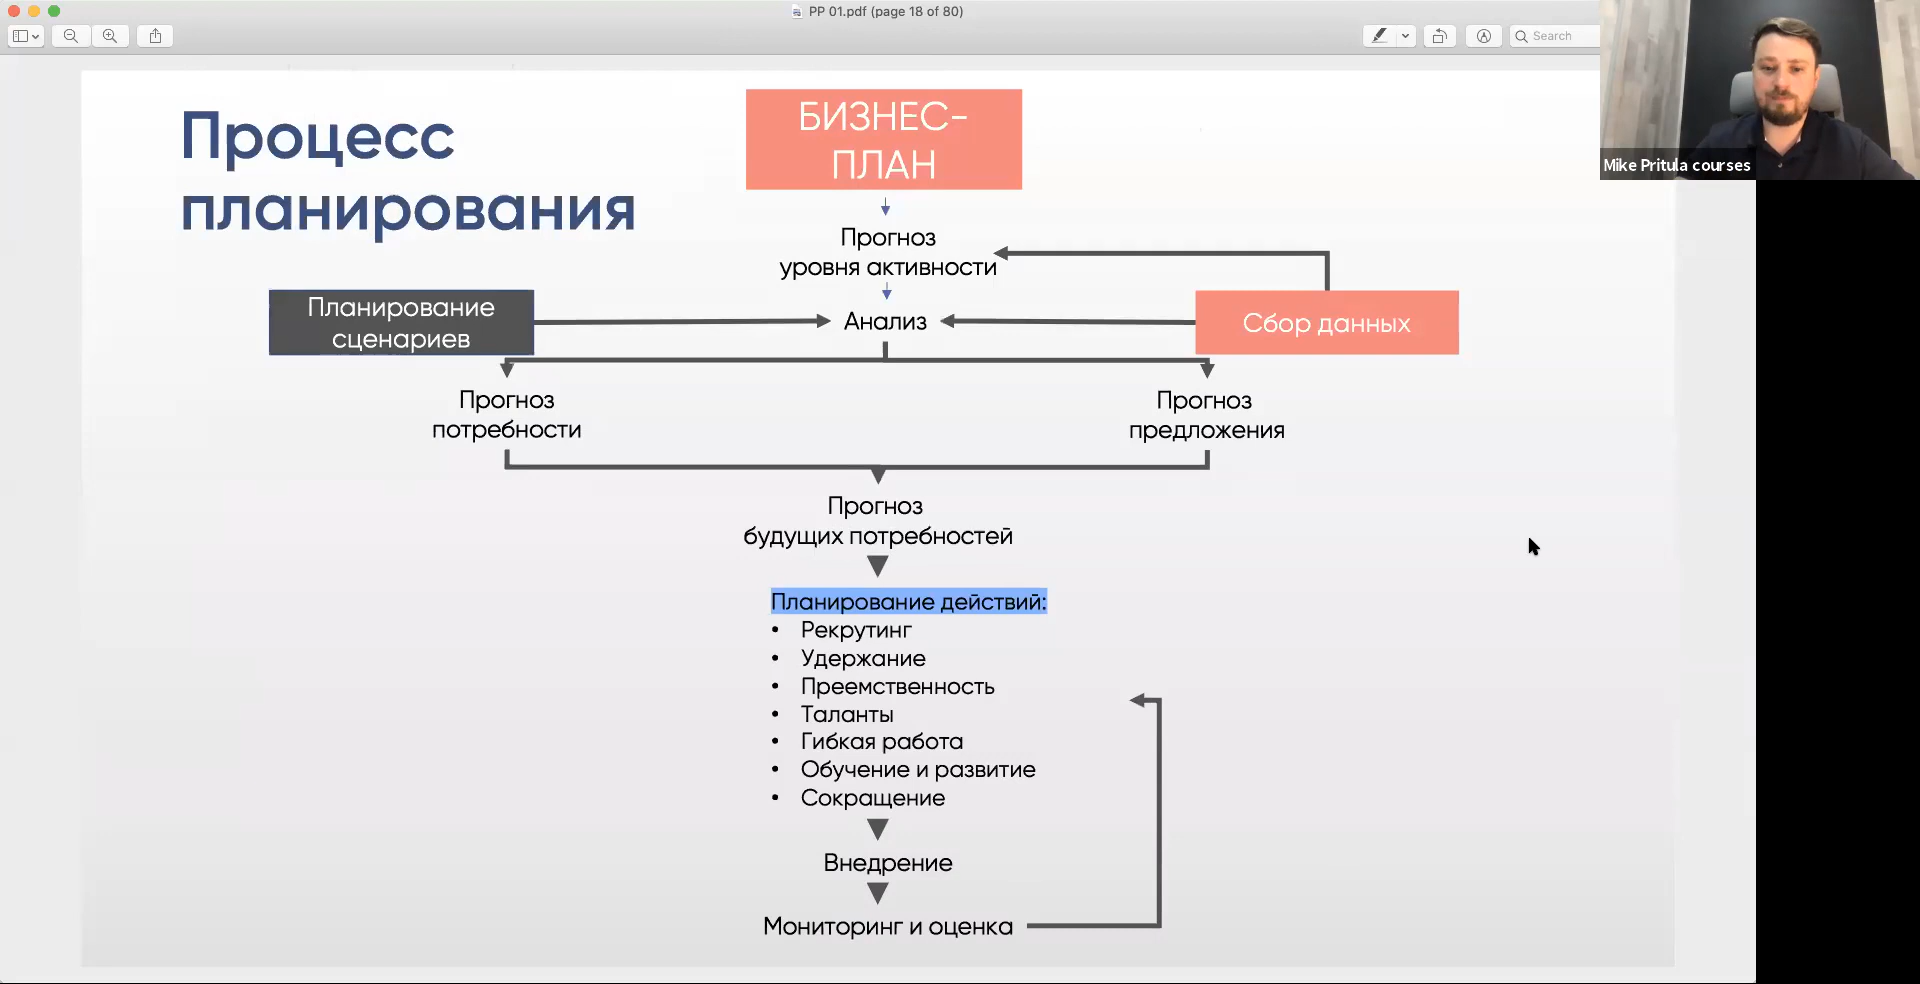 PP 01.pdf (page 18 of 80)
Search
Mike Pritula courses
Процесс
планирования
БИЗНЕС-
ПЛАН
Прогноз
уровня активности
Планирование
сценариев
Анализ
Сбор данных
Прогноз
потребности
Прогноз
предложения
Прогноз
будущих потребностей
Планирование действий:
• Рекрутинг
• Удержание
• Преемственность
• Таланты
• Гибкая работа
• Обучение и развитие
• Сокращение
Внедрение
Мониторинг и оценка